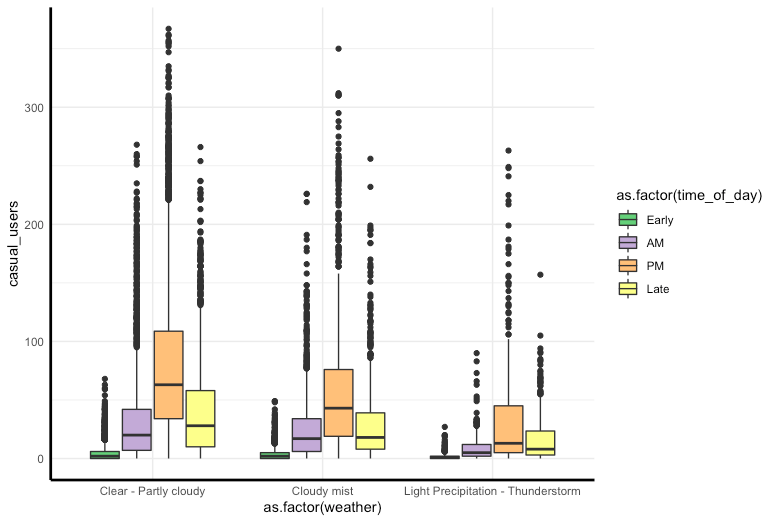 casual_users
300
200
100
0
Clear - Partly cloudy
Cloudy mist
Light Precipitation - Thunderstorm
as.factor(weather)
as.factor(time_of_day)
Early
AM
PM
Late